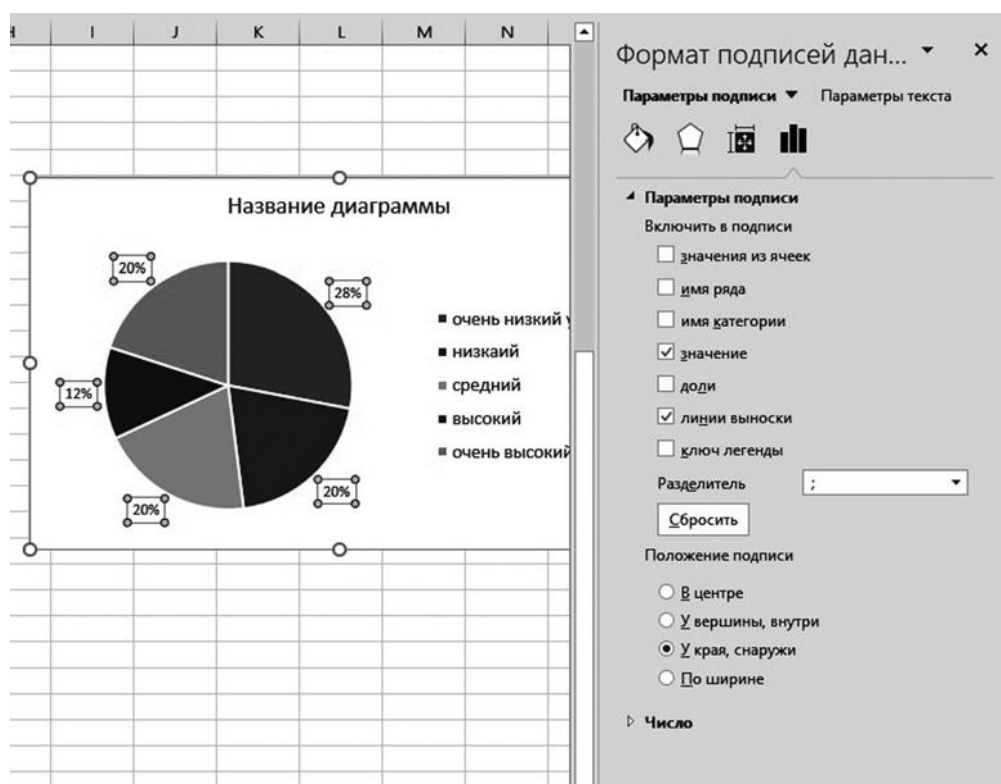 I J K L M N
Формат подписей дан...
Параметры подписи Параметры текста
Параметры подписи
Включить в подписи
значения из ячеек
имя ряда
имя категории
значение
доли
линии выноски
ключ легенды
Разделитель ;
Сбросить
Положение подписи
В центре
У вершины, внутри
У края, снаружи
По ширине
Число
Название диаграммы
20%
28%
12%
20%
20%
очень низкий
низкаий
средний
высокий
очень высокий